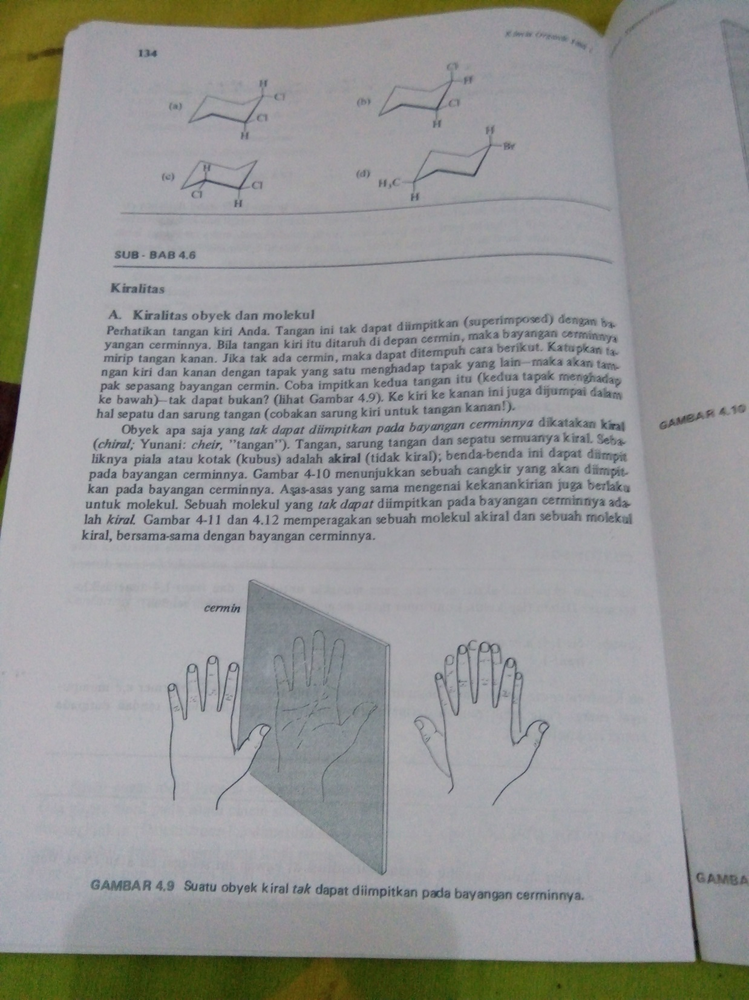 134
Kimia Organik
H
Cl
(a)
Cl
H
Cl
H
(b)
Cl
H
(c)
H
Cl
Cl
H
(d)
H
Br
H₃C
H
SUB - BAB 4.6
Kiralitas
A. Kiralitas obyek dan molekul
Perhatikan tangan kiri Anda. Tangan ini tak dapat diimpitkan (superimposed) dengan ba-
yangan cerminnya. Bila tangan kiri itu ditaruh di depan cermin, maka bayangan cerminnya
mirip tangan kanan. Jika tak ada cermin, maka dapat ditempuh cara berikut. Katupkan ta-
ngan kiri dan kanan dengan tapak yang satu menghadap tapak yang lain—maka akan tam-
pak sepasang bayangan cermin. Coba impitkan kedua tangan itu (kedua tapak menghadap
ke bawah)—tak dapat bukan? (lihat Gambar 4.9). Ke kiri ke kanan ini juga dijumpai dalam
hal sepatu dan sarung tangan (cobakan sarung kiri untuk tangan kanan!).
Obyek apa saja yang tak dapat diimpitkan pada bayangan cerminnya dikatakan kiral
(chiral; Yunani: cheir, ”tangan”). Tangan, sarung tangan dan sepatu semuanya kiral. Seba-
liknya piala atau kotak (kubus) adalah akiral (tidak kiral); benda-benda ini dapat diimpit
pada bayangan cerminnya. Gambar 4-10 menunjukkan sebuah cangkir yang akan diimpit-
kan pada bayangan cerminnya. Asas-asas yang sama mengenai kekanankirian juga berlaku
untuk molekul. Sebuah molekul yang tak dapat diimpitkan pada bayangan cerminnya ada-
lah kiral. Gambar 4-11 dan 4.12 memperagakan sebuah molekul akiral dan sebuah molekul
kiral, bersama-sama dengan bayangan cerminnya.
cermin
GAMBAR 4.9 Suatu obyek kiral tak dapat diimpitkan pada bayangan cerminnya.
GAMBAR 4.10
GAMBA